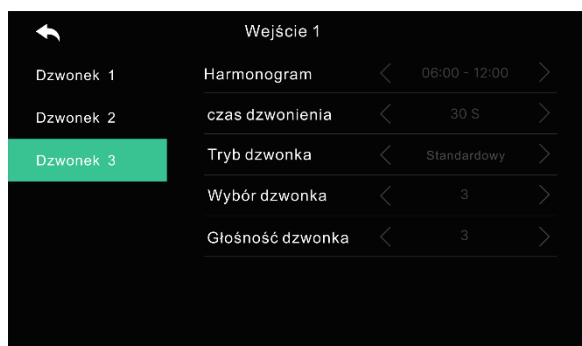 Wejście 1
Dzwonek 1
Harmonogram 06:00 - 12:00
Dzwonek 2
czas dzwonienia 30 S
Dzwonek 3
Tryb dzwonka Standardowy
Wybór dzwonka 3
Głośność dzwonka 3